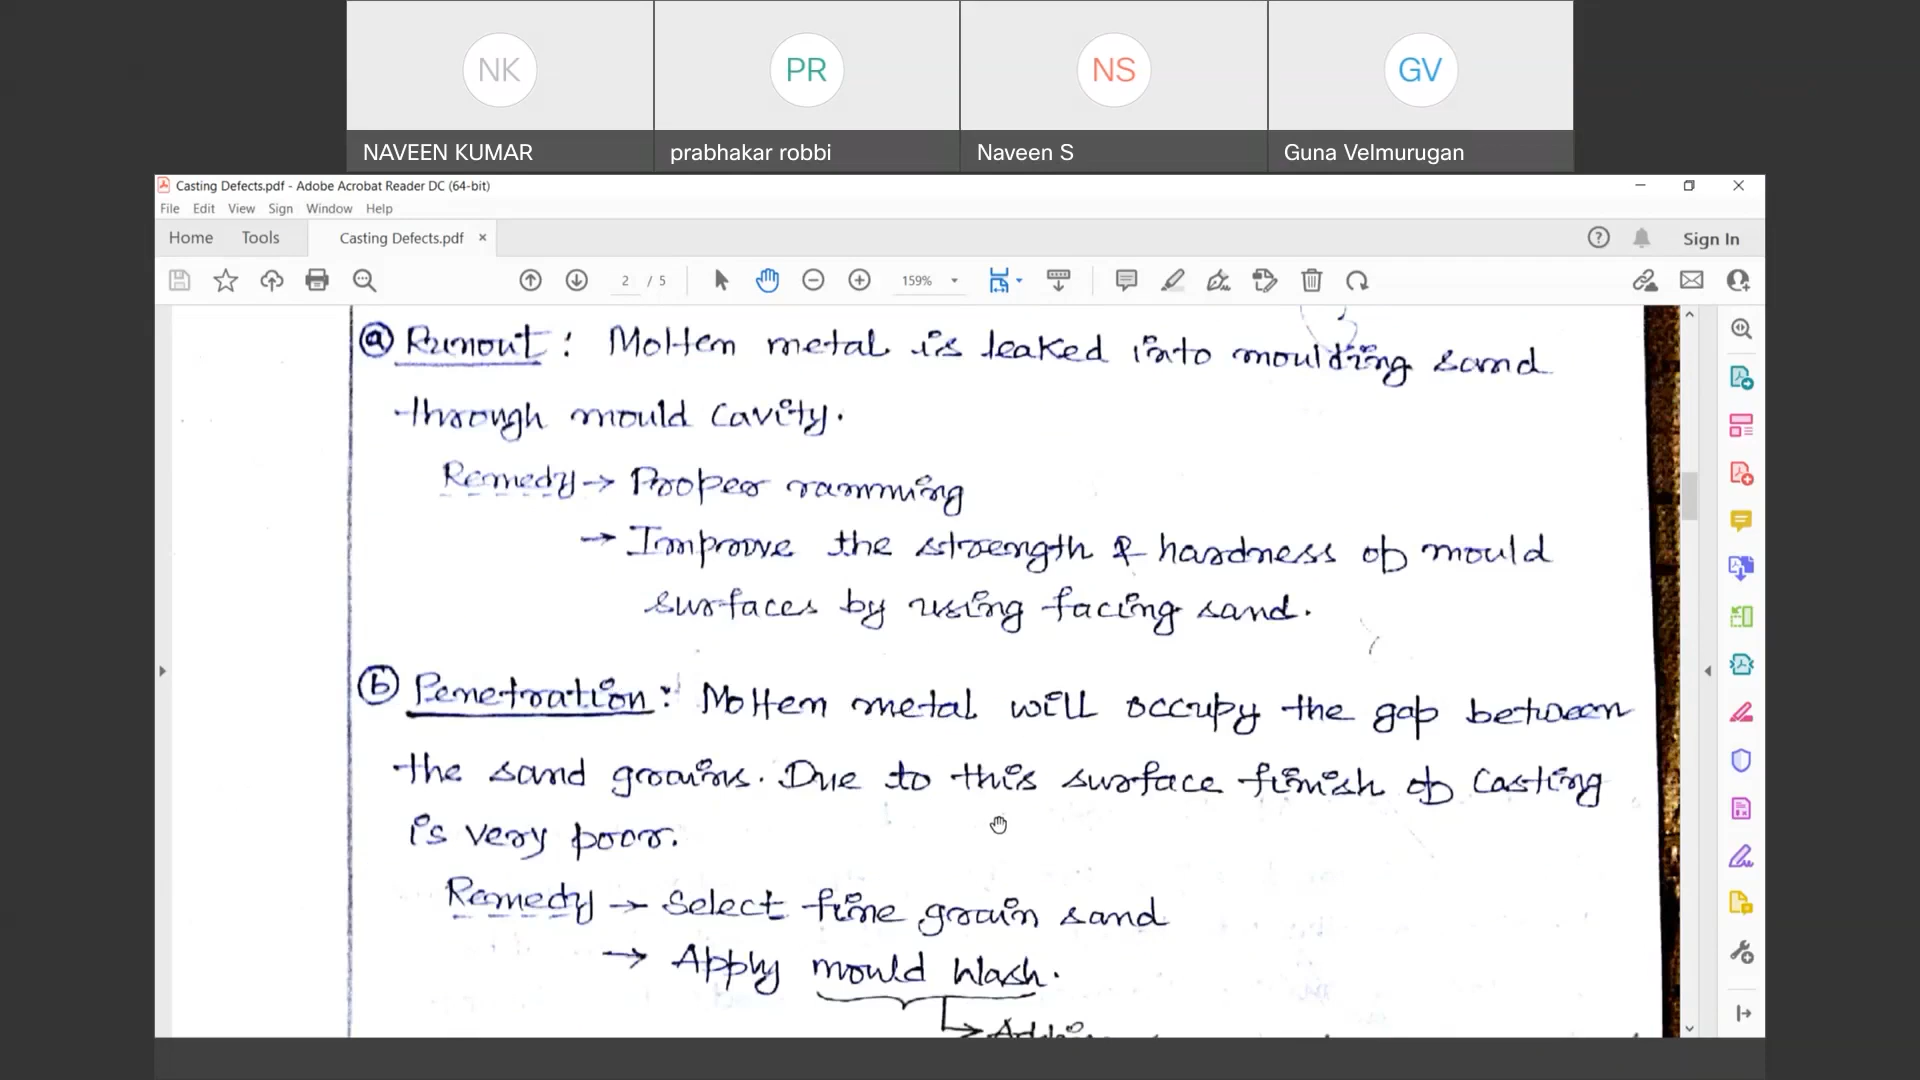 NK
PR
NS
GV
NAVEEN KUMAR
prabhakar robbi
Naveen S
Guna Velmurugan
Casting Defects.pdf - Adobe Acrobat Reader DC (64-bit)
File Edit View Sign Window Help
Home Tools Casting Defects.pdf × Sign In
2 / 5 159%
ⓐ Runout : Molten metal is leaked into moulding sand
through mould cavity.
Remedy → Proper ramming
→ Improve the strength & hardness of mould
surfaces by using facing sand.
ⓑ Penetration : Molten metal will occupy the gap between
the sand grains. Due to this surface finish of casting
is very poor.
Remedy → Select fine grain sand
→ Apply mould Wash.